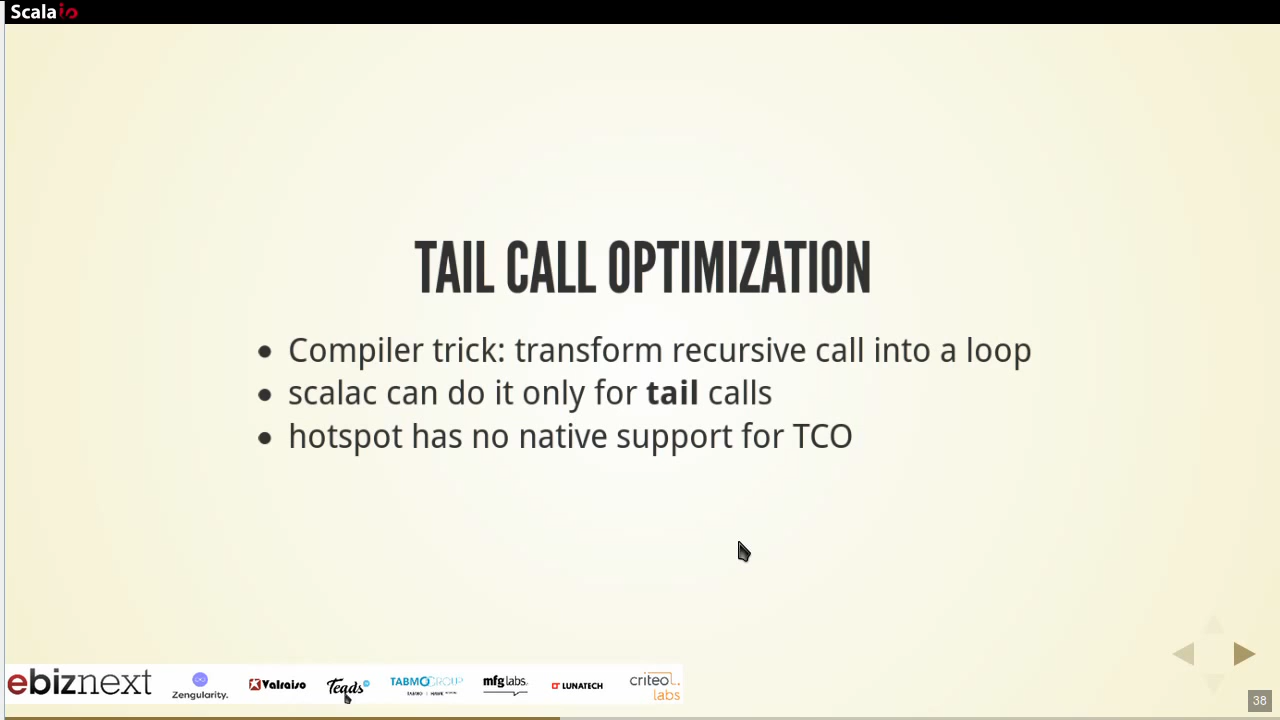 Scalaio
TAIL CALL OPTIMIZATION
Compiler trick: transform recursive call into a loop
scalac can do it only for tail calls
hotspot has no native support for TCO
ebiznext
Zengularity.
Valraiso
Teads
TABMO GROUP
mfg labs.
LUNATECH
criteo labs
38